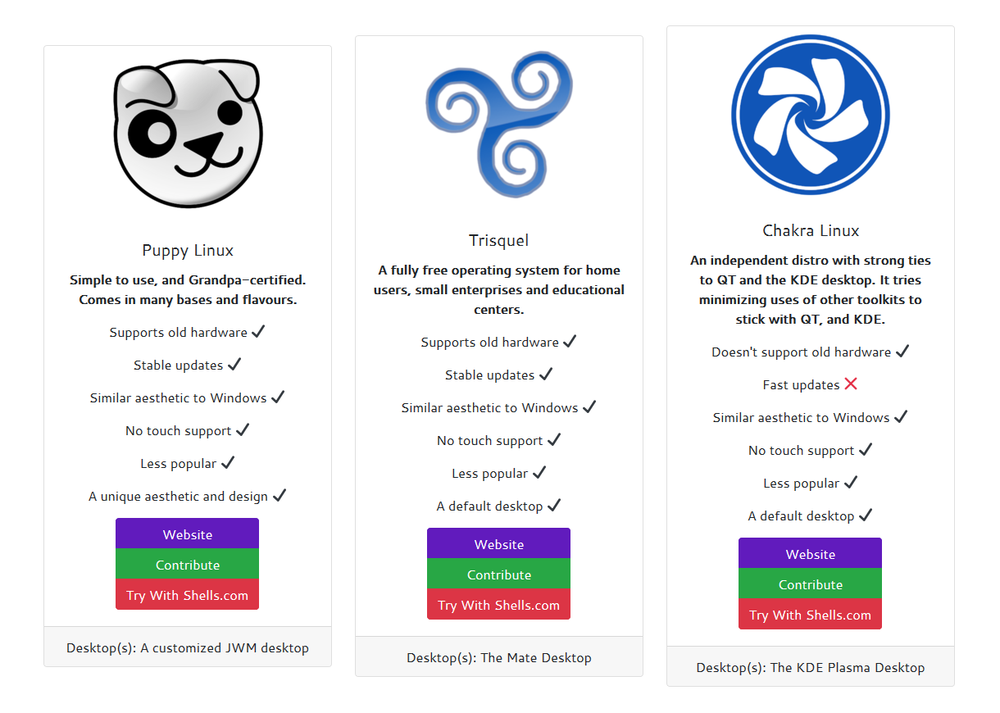 Puppy Linux
Simple to use, and Grandpa-certified.
Comes in many bases and flavours.
Supports old hardware ✓
Stable updates ✓
Similar aesthetic to Windows ✓
No touch support ✓
Less popular ✓
A unique aesthetic and design ✓
Website
Contribute
Try With Shells.com
Desktop(s): A customized JWM desktop
Trisquel
A fully free operating system for home
users, small enterprises and educational
centers.
Supports old hardware ✓
Stable updates ✓
Similar aesthetic to Windows ✓
No touch support ✓
Less popular ✓
A default desktop ✓
Website
Contribute
Try With Shells.com
Desktop(s): The Mate Desktop
Chakra Linux
An independent distro with strong ties
to QT and the KDE desktop. It tries
minimizing uses of other toolkits to
stick with QT, and KDE.
Doesn't support old hardware ✓
Fast updates ✗
Similar aesthetic to Windows ✓
No touch support ✓
Less popular ✓
A default desktop ✓
Website
Contribute
Try With Shells.com
Desktop(s): The KDE Plasma Desktop